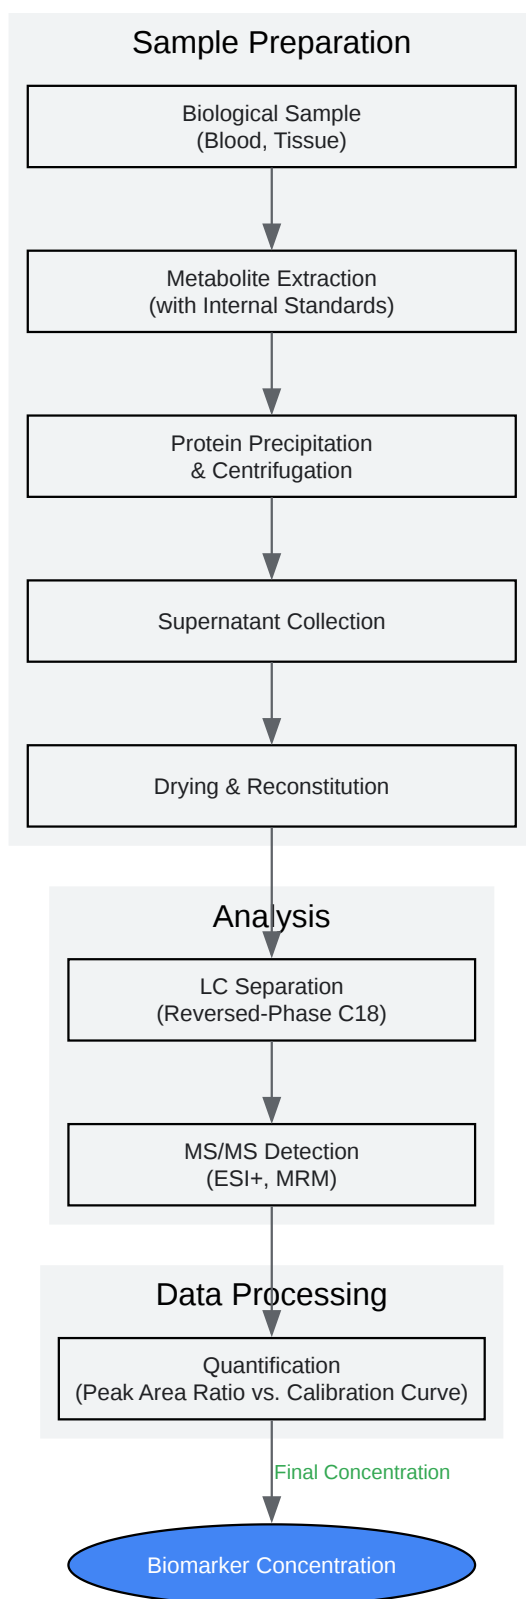 Sample Preparation
Biological Sample
(Blood, Tissue)
Metabolite Extraction
(with Internal Standards)
Protein Precipitation
& Centrifugation
Supernatant Collection
Drying & Reconstitution
Analysis
LC Separation
(Reversed-Phase C18)
MS/MS Detection
(ESI+, MRM)
Data Processing
Quantification
(Peak Area Ratio vs. Calibration Curve)
Final Concentration
Biomarker Concentration